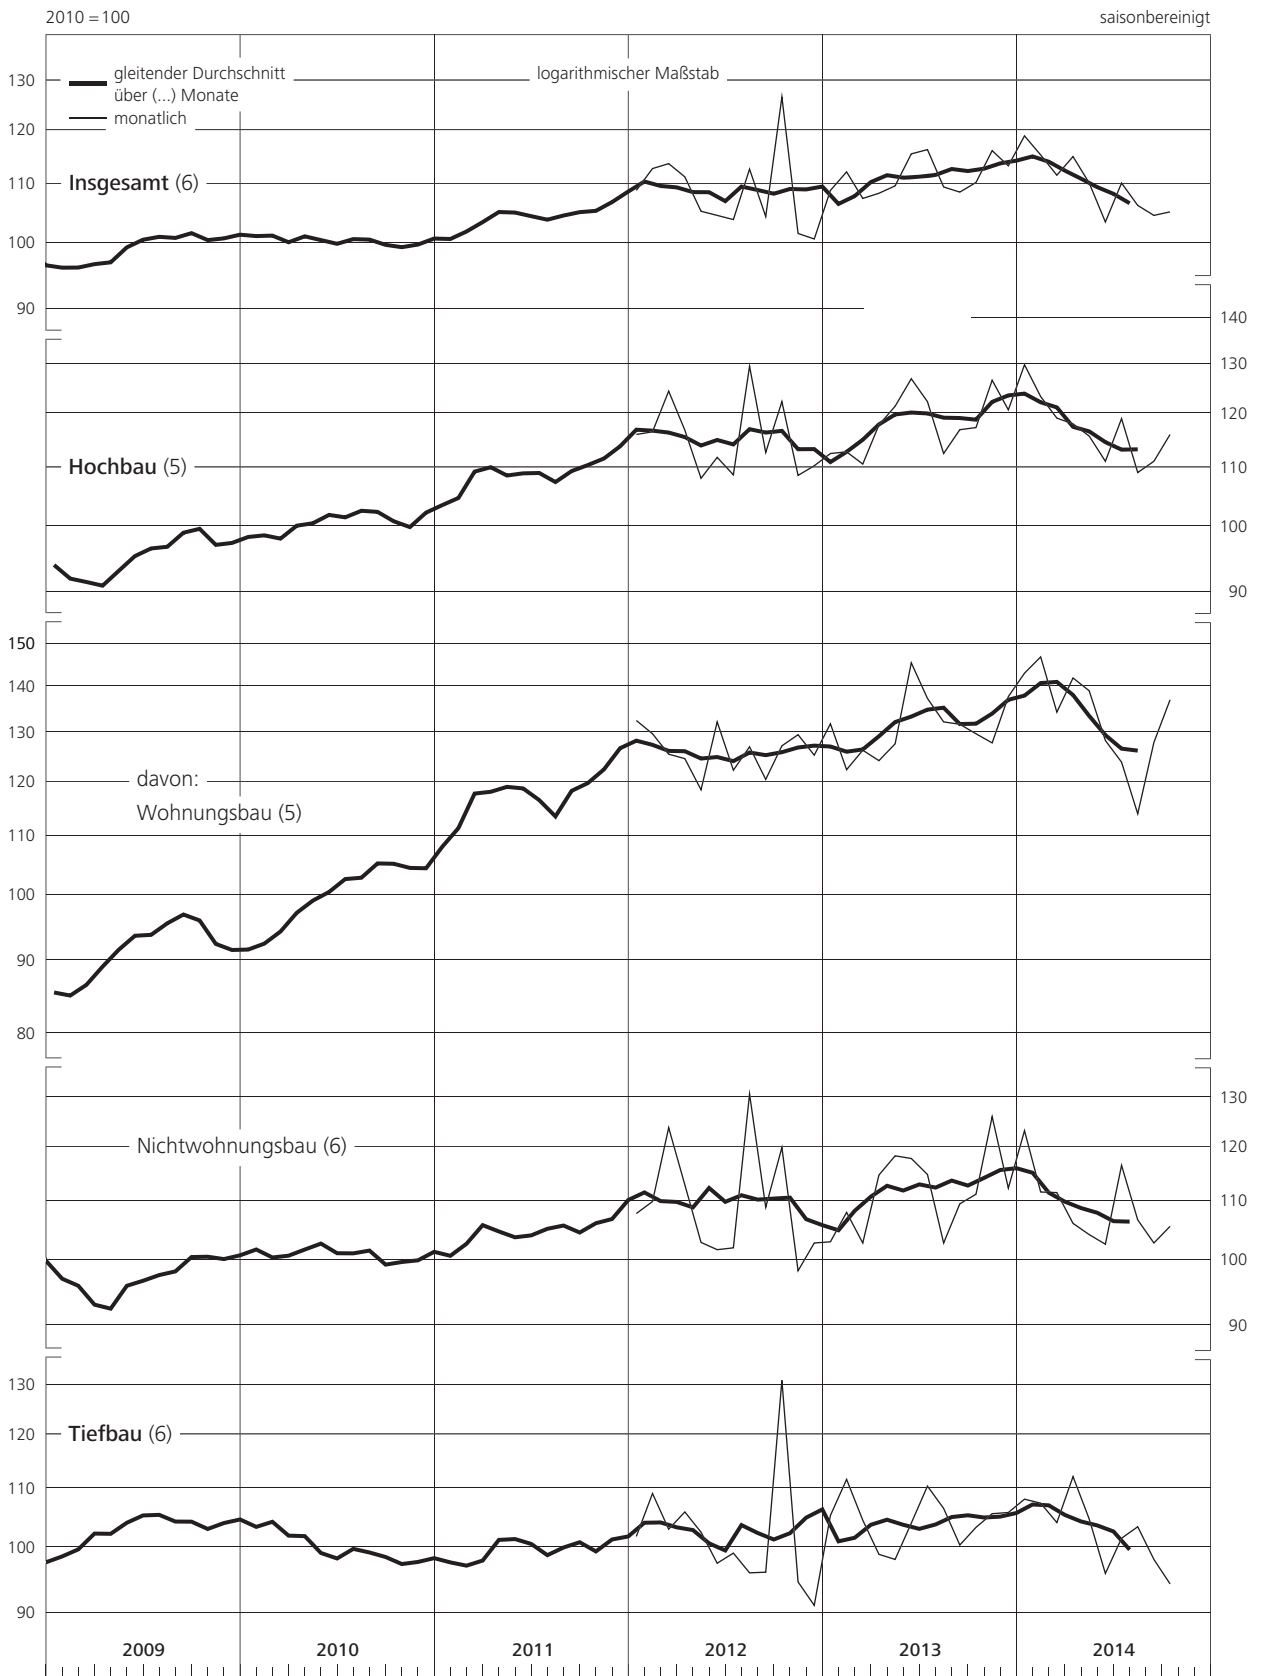 2010 = 100
saisonbereinigt
130
gleitender Durchschnitt
über (...) Monate
logarithmischer Maßstab
monatlich
120
Insgesamt (6)
110
100
90
140
130
120
Hochbau (5)
110
100
90
150
140
130
davon:
120
Wohnungsbau (5)
110
100
90
80
130
Nichtwohnungsbau (6)
120
110
100
90
130
Tiefbau (6)
120
110
100
90
2009 2010 2011 2012 2013 2014